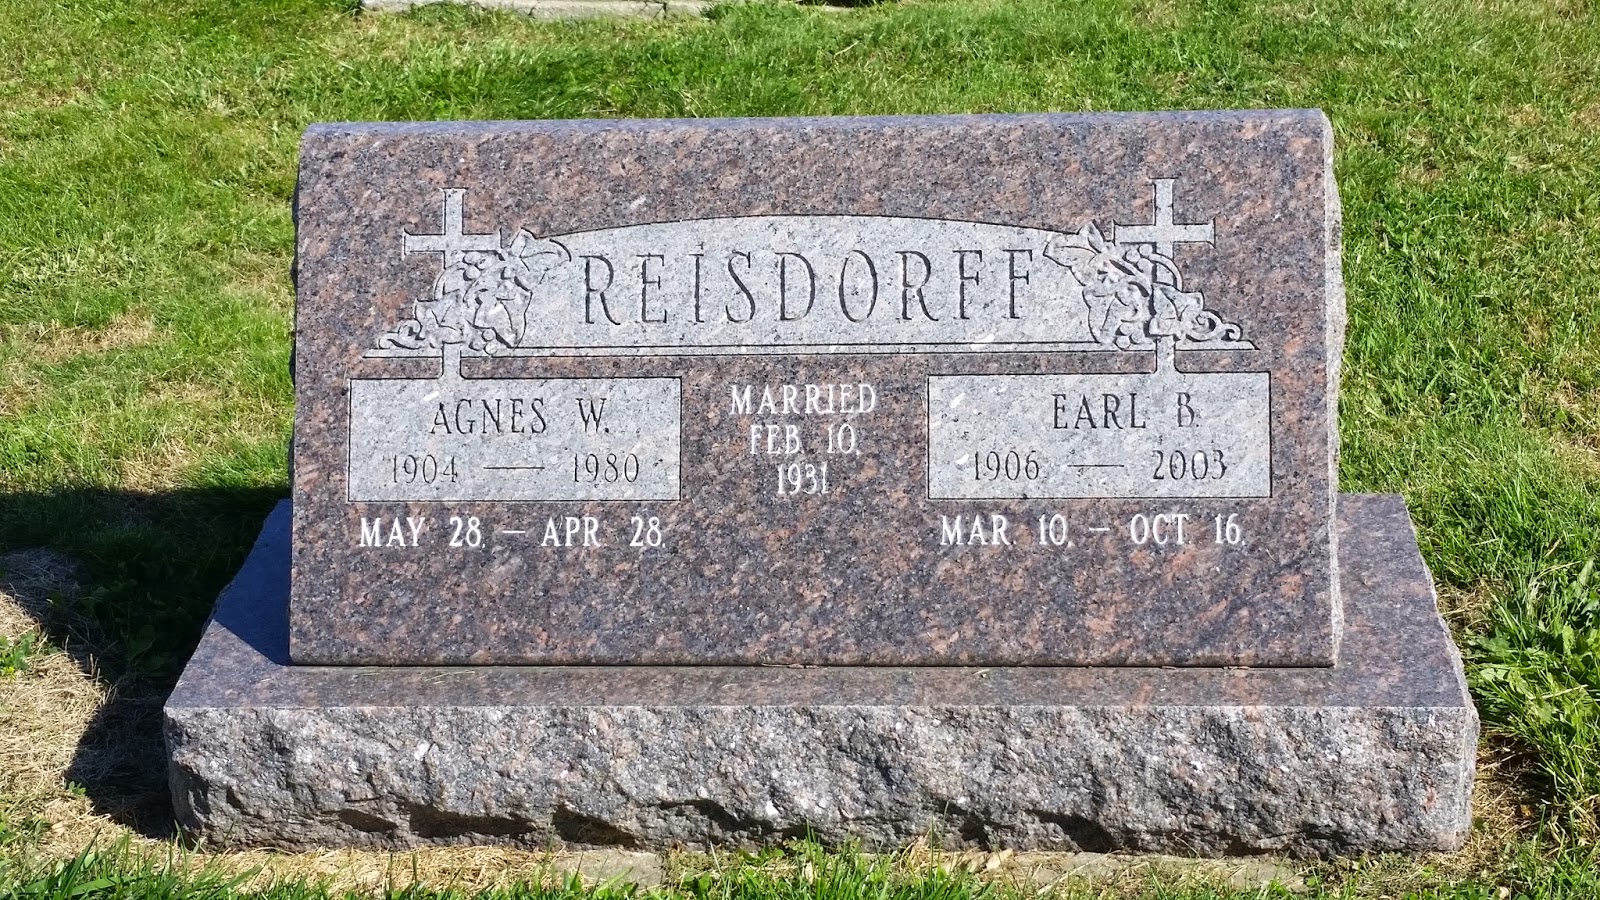 REISDORFF
AGNES W.
1904 — 1980
MAY 28. — APR 28.
MARRIED
FEB. 10,
1931
EARL B.
1906 — 2003
MAR. 10, — OCT 16,